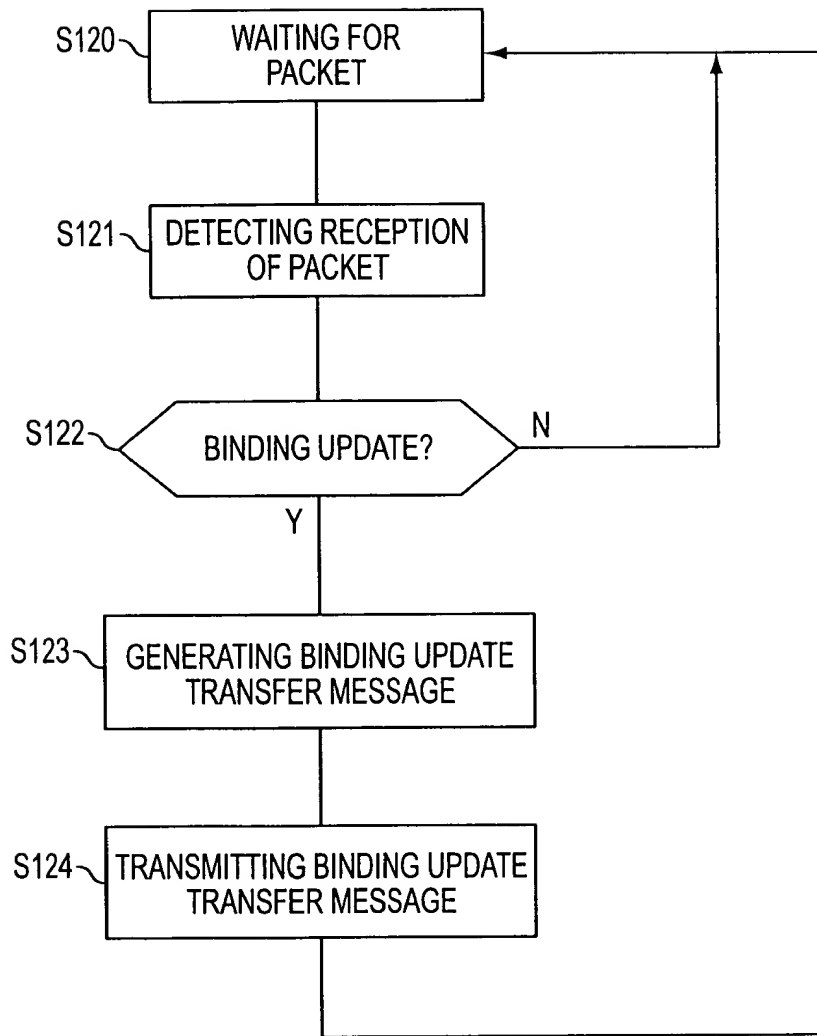 S120
WAITING FOR
PACKET
S121
DETECTING RECEPTION
OF PACKET
S122
BINDING UPDATE?
N
Y
S123
GENERATING BINDING UPDATE
TRANSFER MESSAGE
S124
TRANSMITTING BINDING UPDATE
TRANSFER MESSAGE